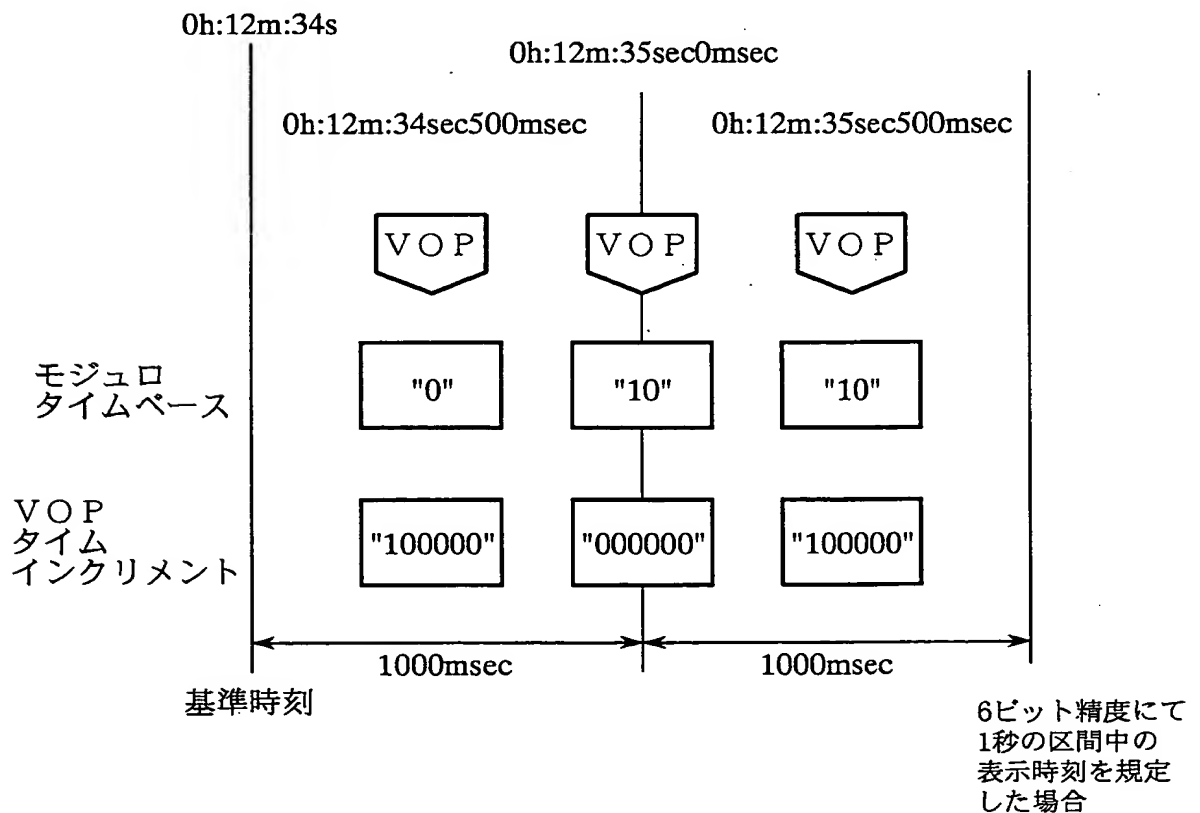 0h:12m:34s
0h:12m:35sec0msec
0h:12m:34sec500msec
0h:12m:35sec500msec
ＶＯＰ
ＶＯＰ
ＶＯＰ
モジュロ
タイムベース
"0"
"10"
"10"
ＶＯＰ
タイム
インクリメント
"100000"
"000000"
"100000"
1000msec
1000msec
基準時刻
6ビット精度にて
1秒の区間中の
表示時刻を規定
した場合